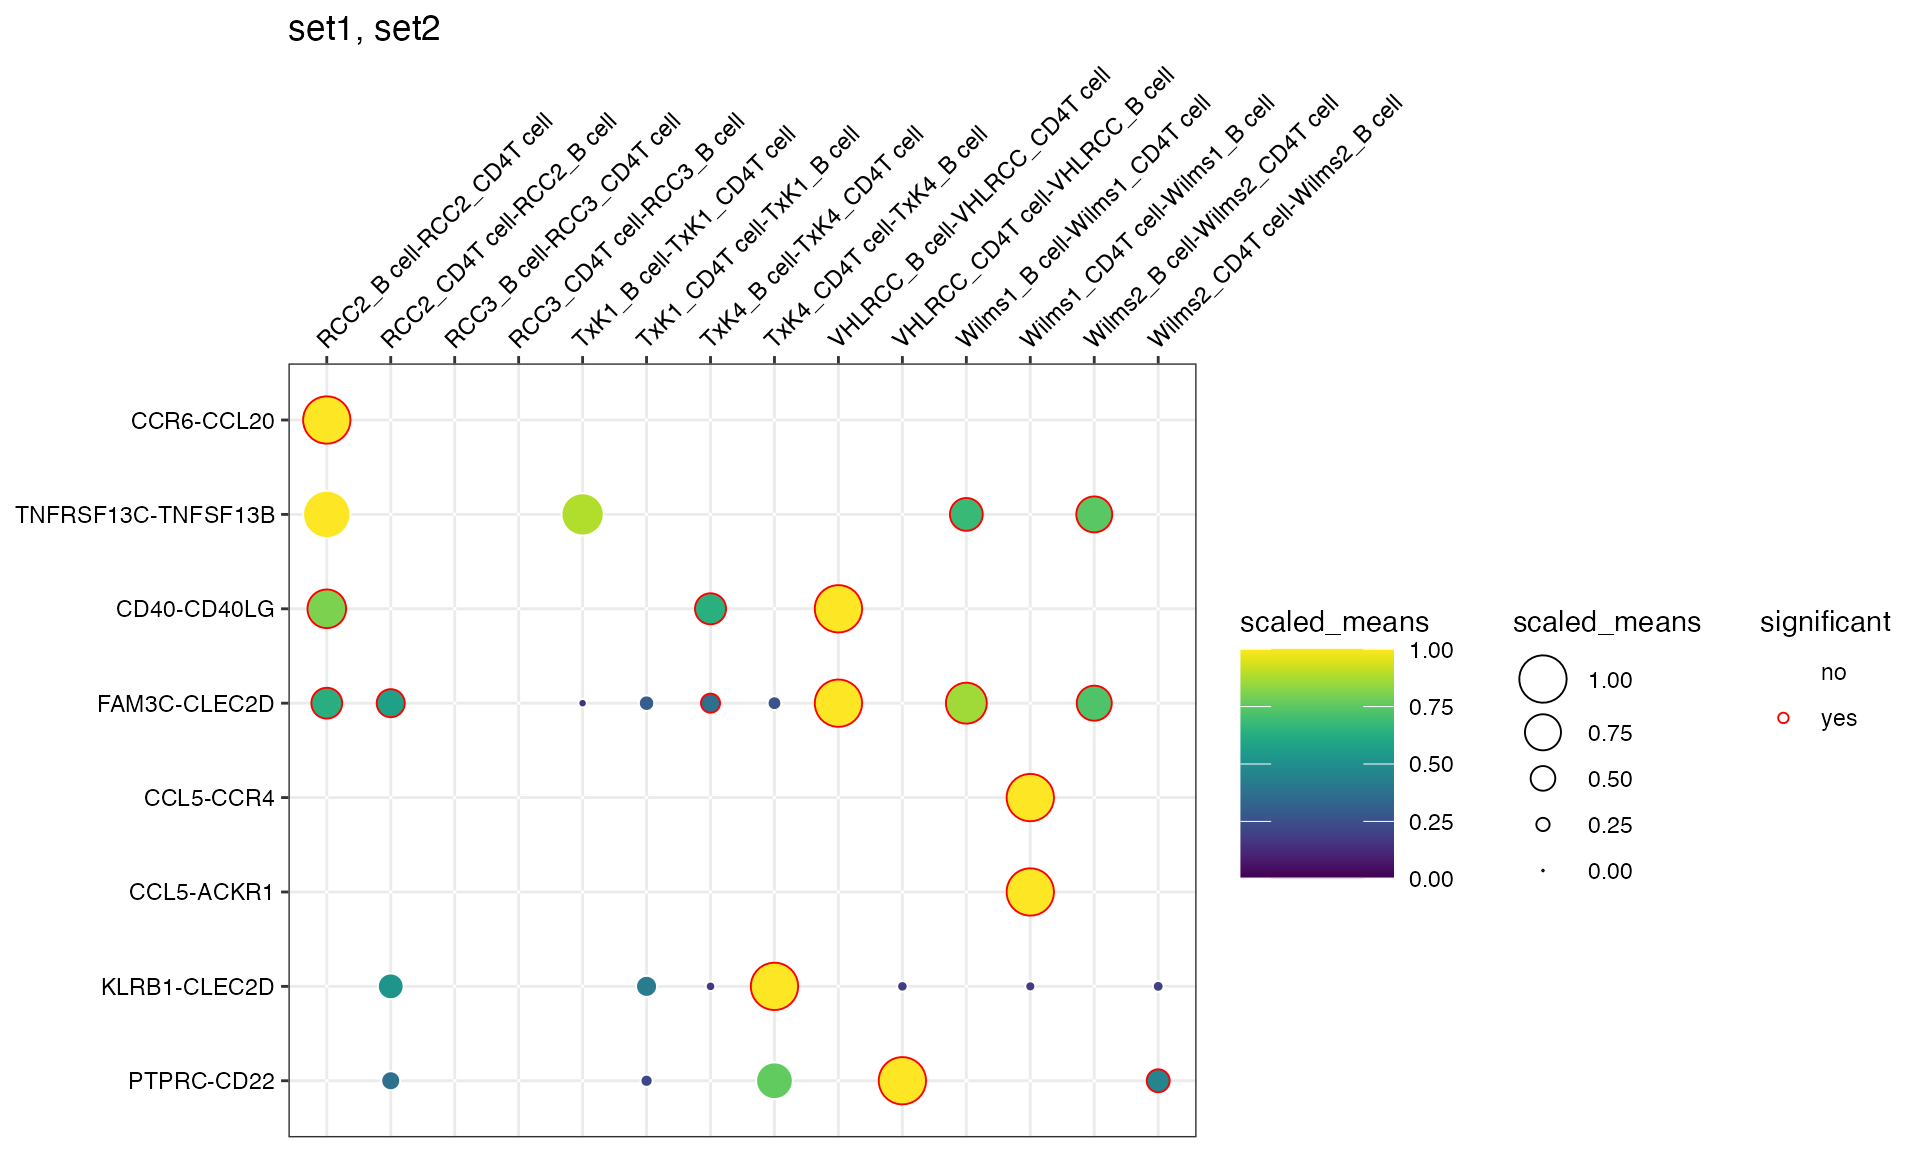 set1, set2
RCC2_B cell-RCC2_CD4T cell
RCC2_CD4T cell-RCC2_B cell
RCC3_B cell-RCC3_CD4T cell
RCC3_CD4T cell-RCC3_B cell
TxK1_B cell-TxK1_CD4T cell
TxK1_CD4T cell-TxK1_B cell
TxK4_B cell-TxK4_CD4T cell
TxK4_CD4T cell-TxK4_B cell
VHLRCC_B cell-VHLRCC_CD4T cell
VHLRCC_CD4T cell-VHLRCC_B cell
Wilms1_B cell-Wilms1_CD4T cell
Wilms1_CD4T cell-Wilms1_B cell
Wilms2_B cell-Wilms2_CD4T cell
Wilms2_CD4T cell-Wilms2_B cell
CCR6-CCL20
TNFRSF13C-TNFSF13B
CD40-CD40LG
FAM3C-CLEC2D
CCL5-CCR4
CCL5-ACKR1
KLRB1-CLEC2D
PTPRC-CD22
scaled_means
1.00
0.75
0.50
0.25
0.00
scaled_means
1.00
0.75
0.50
0.25
0.00
significant
no
yes